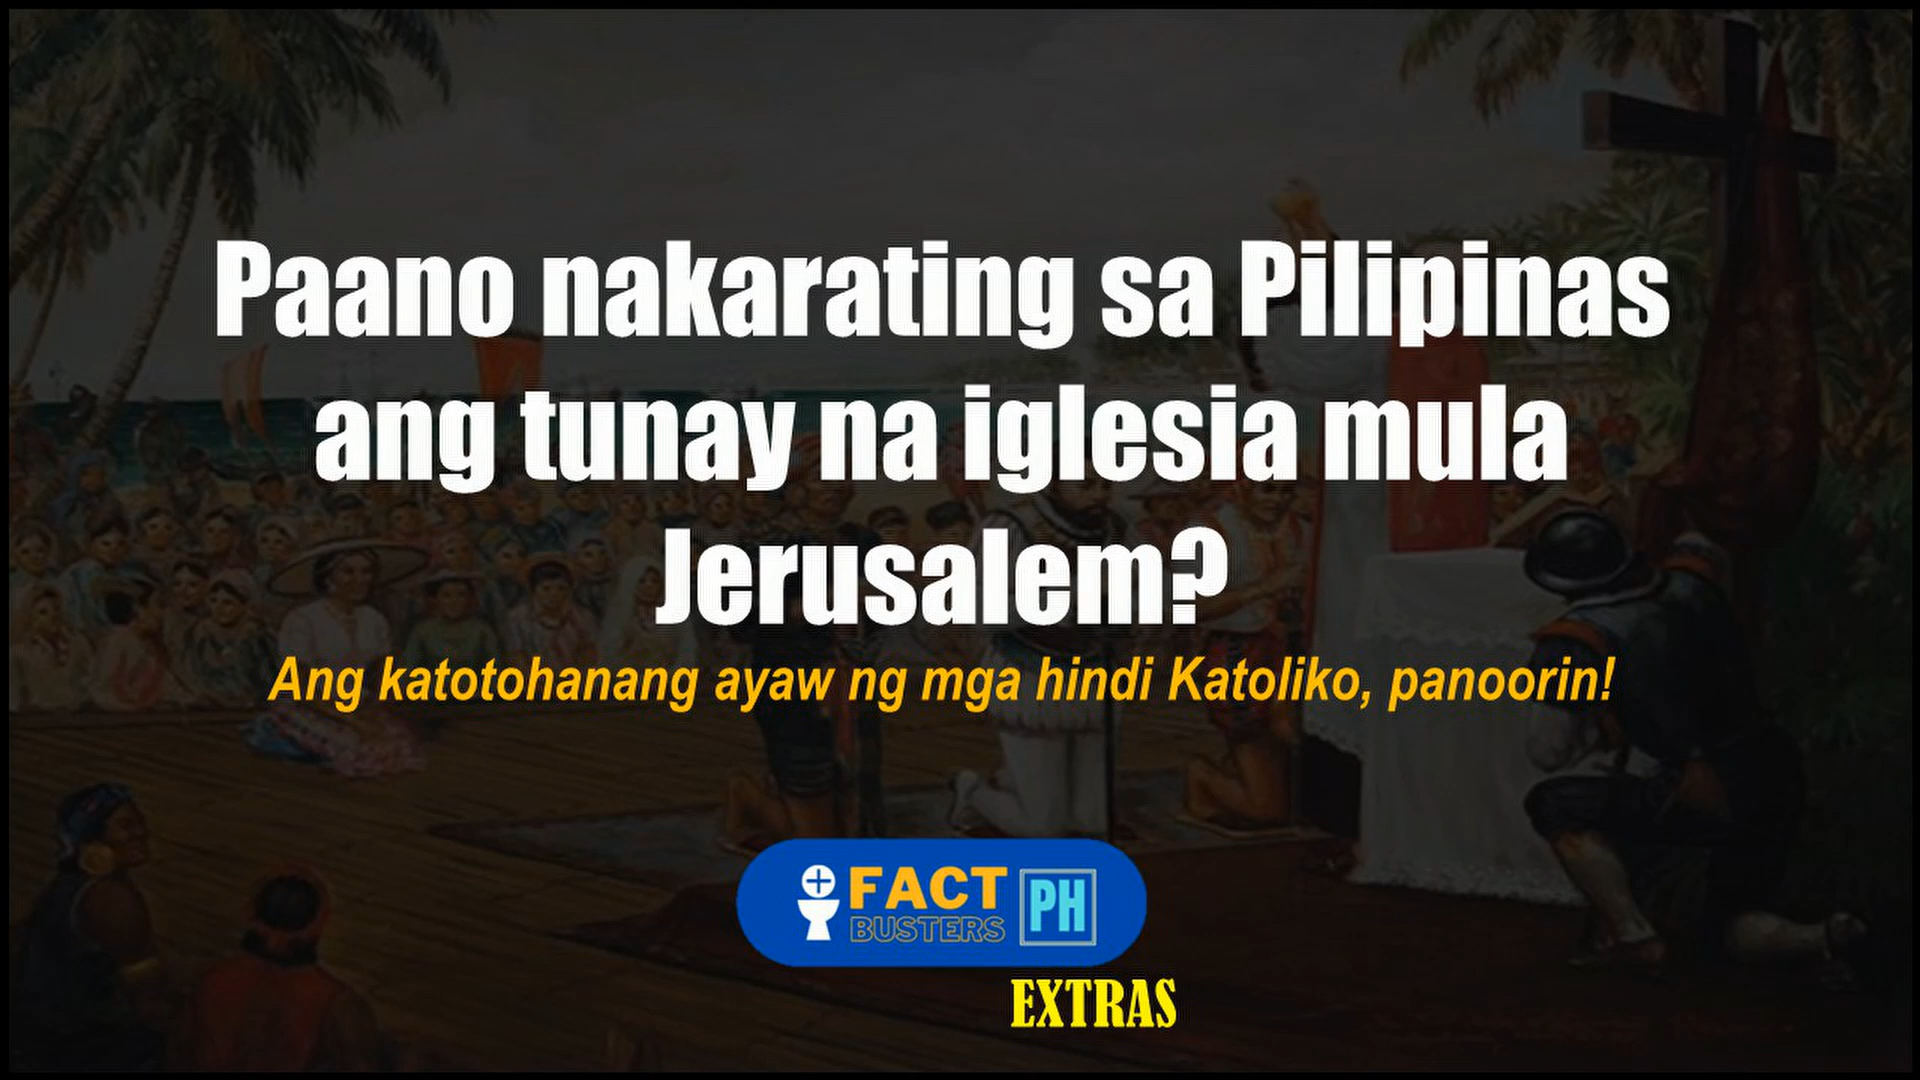 Paano nakarating sa Pilipinas
ang tunay na iglesia mula
Jerusalem?
Ang katotohanang ayaw ng mga hindi Katoliko, panoorin!
FACT
BUSTERS
PH
EXTRAS